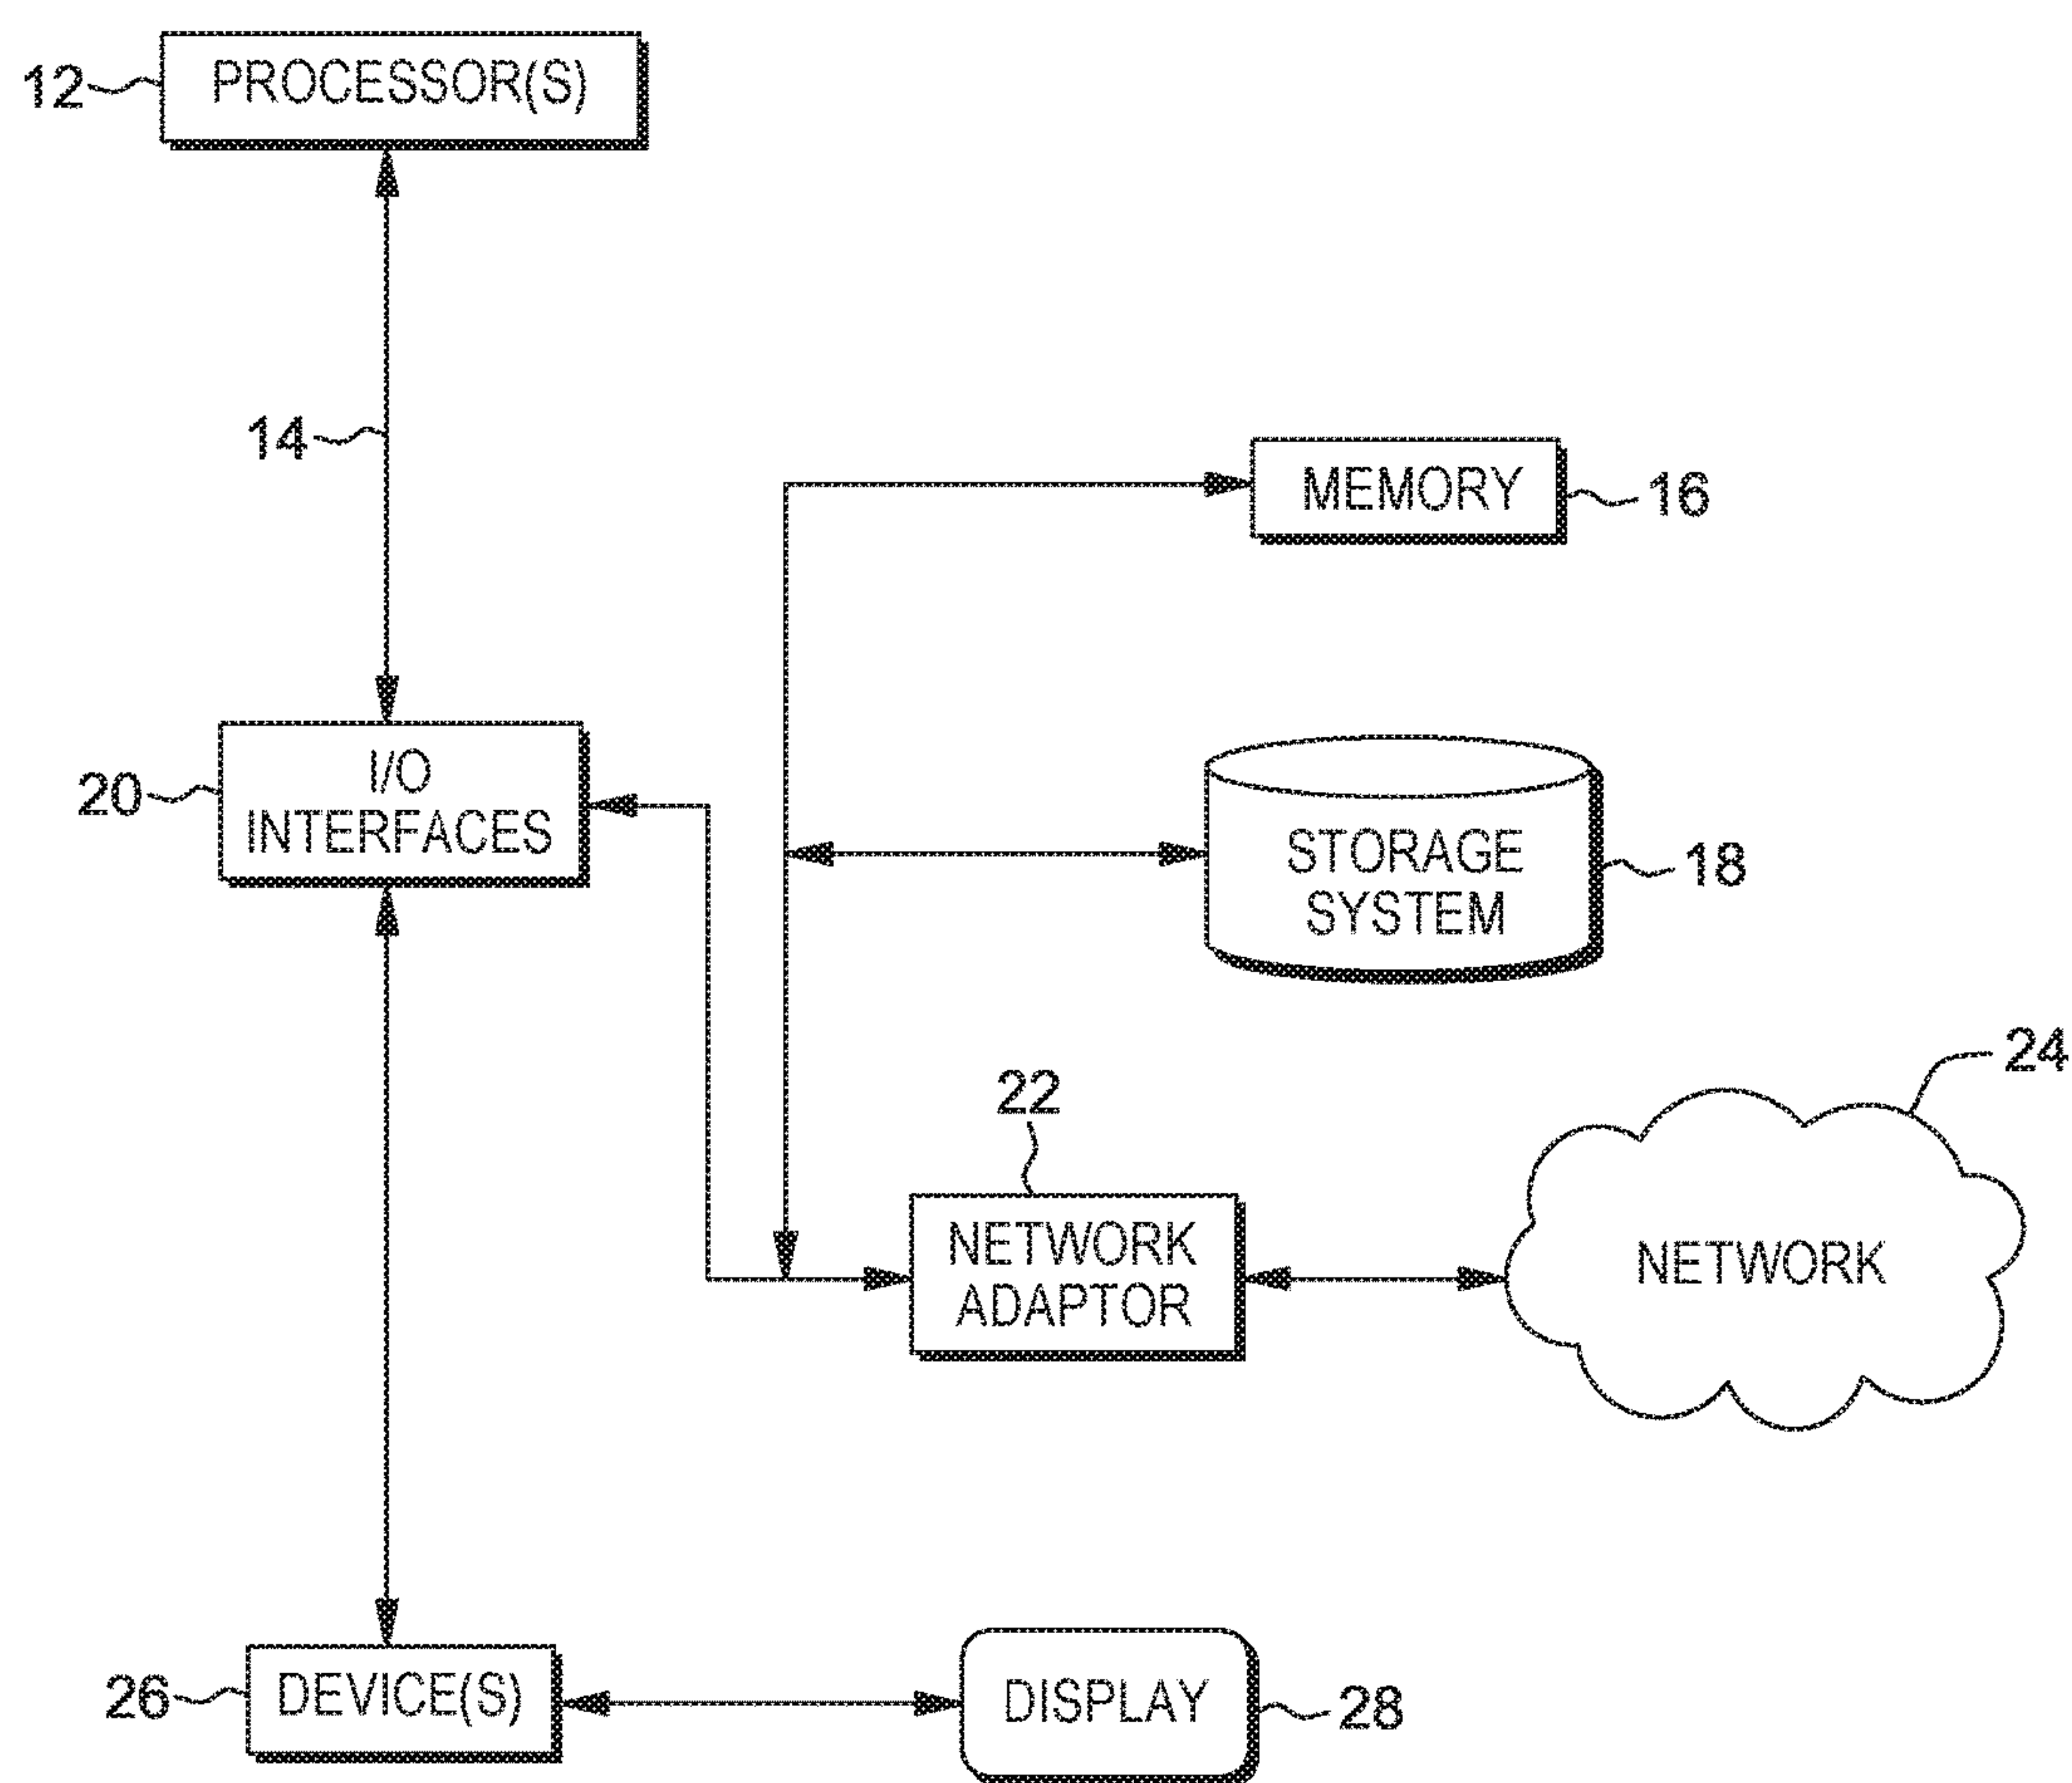 12
PROCESSOR(S)
14
MEMORY
16
20
I/O
INTERFACES
STORAGE
SYSTEM
18
22
24
NETWORK
ADAPTOR
NETWORK
26
DEVICE(S)
DISPLAY
28